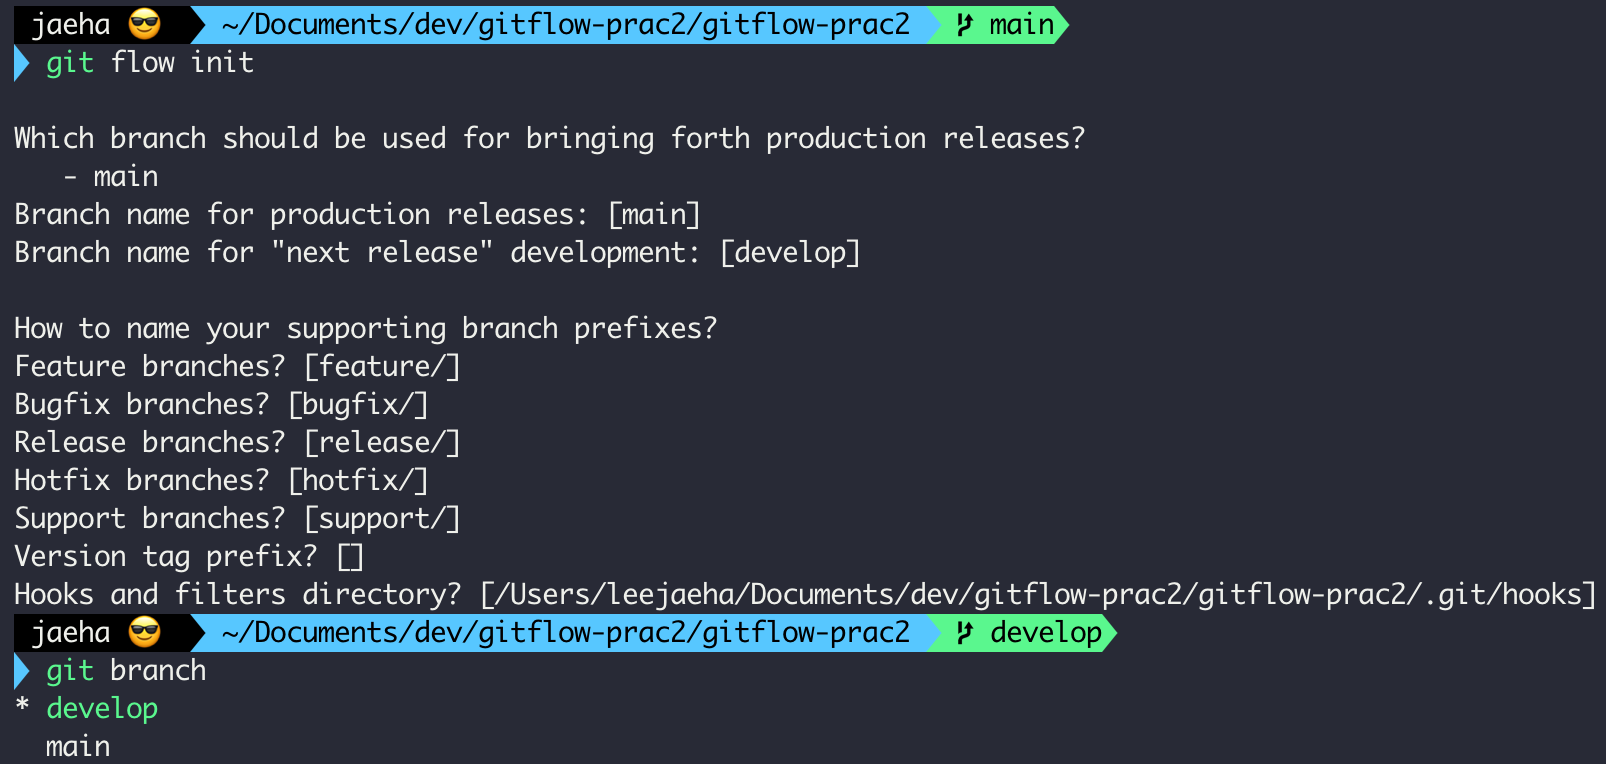 jaeha 😎 ~/Documents/dev/gitflow-prac2/gitflow-prac2 main
git flow init
Which branch should be used for bringing forth production releases?
- main
Branch name for production releases: [main]
Branch name for "next release" development: [develop]
How to name your supporting branch prefixes?
Feature branches? [feature/]
Bugfix branches? [bugfix/]
Release branches? [release/]
Hotfix branches? [hotfix/]
Support branches? [support/]
Version tag prefix? []
Hooks and filters directory? [/Users/leejaeha/Documents/dev/gitflow-prac2/gitflow-prac2/.git/hooks]
jaeha 😎 ~/Documents/dev/gitflow-prac2/gitflow-prac2 develop
git branch
* develop
main